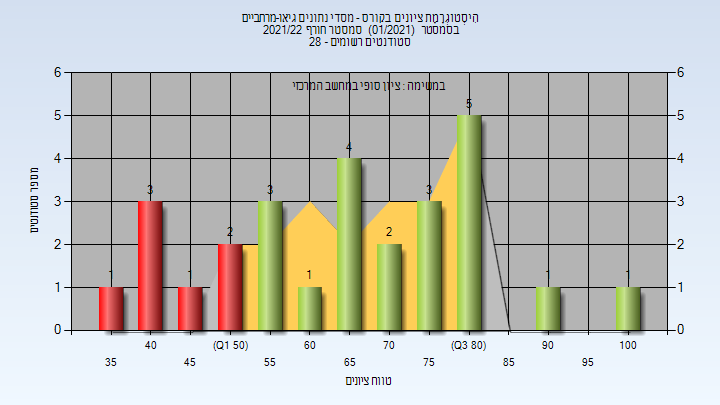 הִיסְטוֹגְרַמַת ציונים בקורס - מסדי נתונים גיאו-מרחביים
בסמסטר (01/2021) סמסטר חורף 2021/22
סטודנטים רשומים - 28
במשימה : ציון סופי במחשב המרכזי
מספר סטודנטים
6 6
5 5
4 4
3 3
2 2
1 1
0 0
1 3 1 2 3 1 4 2 3 5 1 1
40 (Q1 50) 60 70 (Q3 80) 90 100
35 45 55 65 75 85 95
טווח ציונים